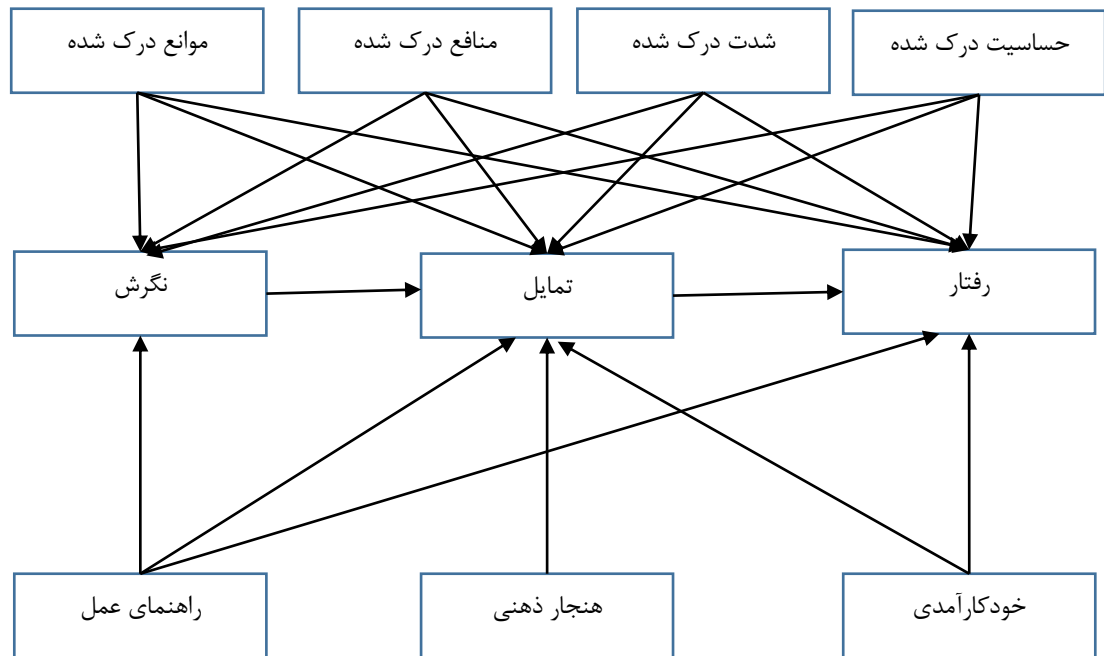 حساسیت درک شده
شدت درک شده
منافع درک شده
موانع درک شده
رفتار
تمایل
نگرش
خودکارآمدی
هنجار ذهنی
راهنمای عمل